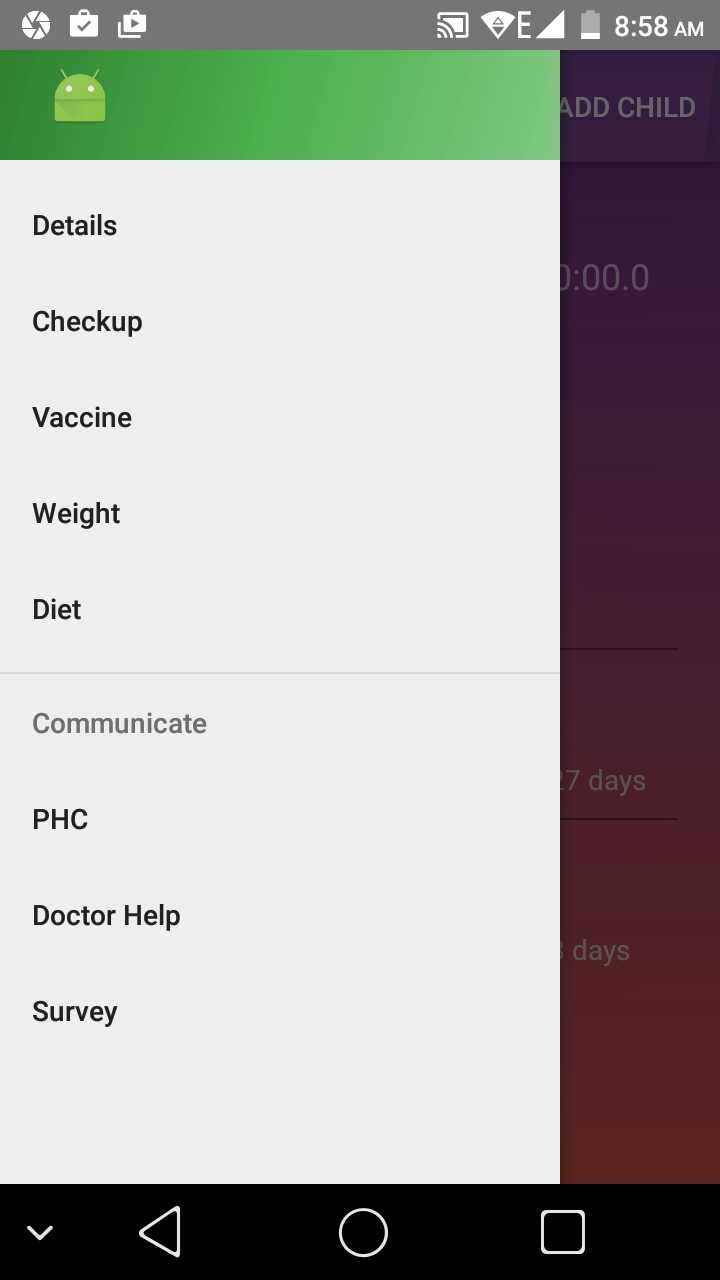 E 8:58 AM
ADD CHILD
Details
0:00.0
Checkup
Vaccine
Weight
Diet
Communicate
27 days
PHC
Doctor Help
days
Survey